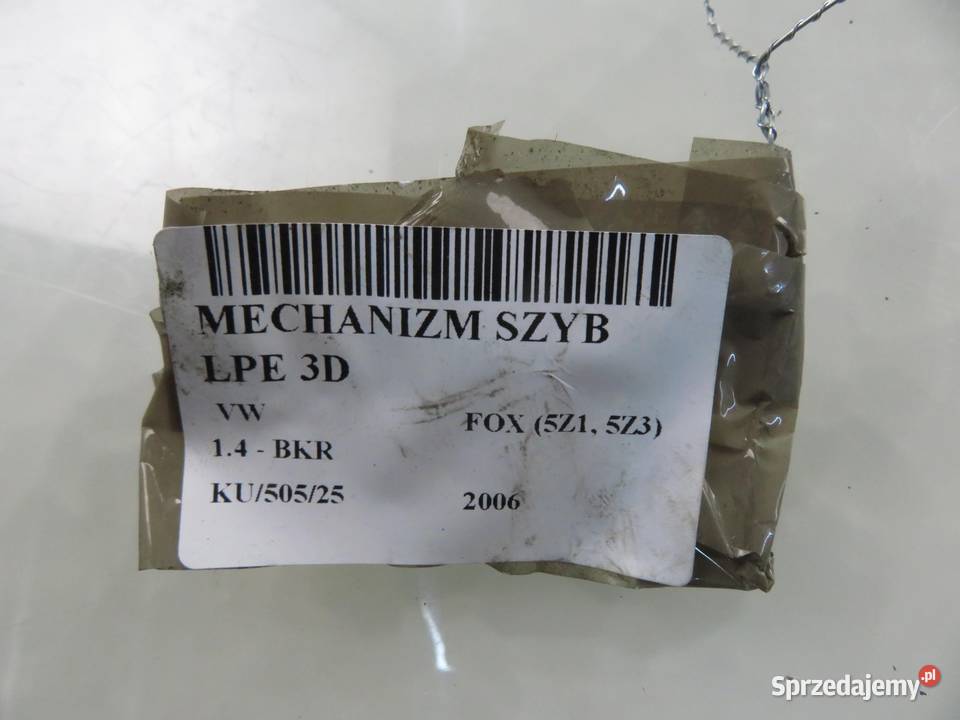 MECHANIZM SZYB
LPE 3D
VW FOX (5Z1, 5Z3)
1.4 - BKR
KU/505/25 2006
Sprzedajemy.pl